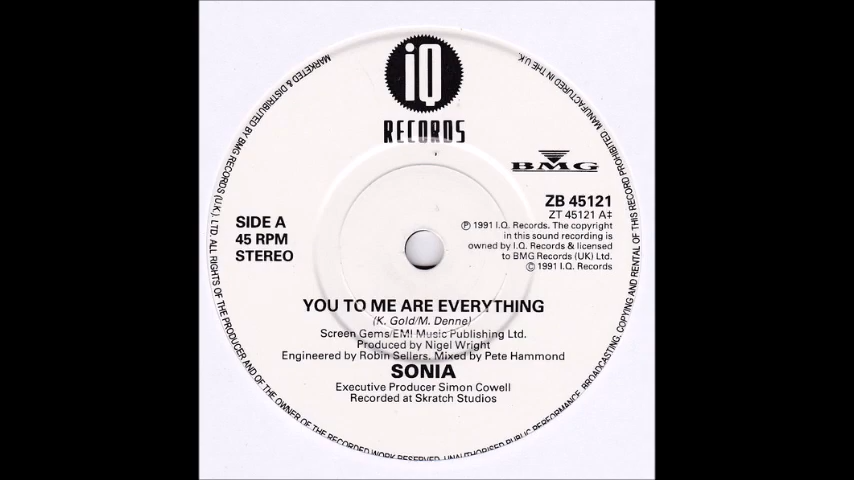 iQ
RECORDS
BMG
ZB 45121
ZT 45121 A‡
SIDE A
45 RPM
STEREO
℗ 1991 I.Q. Records. The copyright
in this sound recording is
owned by I.Q. Records & licensed
to BMG Records (UK) Ltd.
© 1991 I.Q. Records
YOU TO ME ARE EVERYTHING
(K. Gold/M. Denne)
Screen Gems/EMI Music Publishing Ltd.
Produced by Nigel Wright
Engineered by Robin Sellers. Mixed by Pete Hammond
SONIA
Executive Producer Simon Cowell
Recorded at Skratch Studios
MARKETED & DISTRIBUTED BY BMG RECORDS (U.K.) LTD. ALL RIGHTS OF THE PRODUCER AND OF THE OWNER OF THE RECORDED WORK RESERVED. UNAUTHORISED PUBLIC PERFORMANCE, BROADCASTING, COPYING AND RENTAL OF THIS RECORD PROHIBITED. MANUFACTURED IN THE U.K.